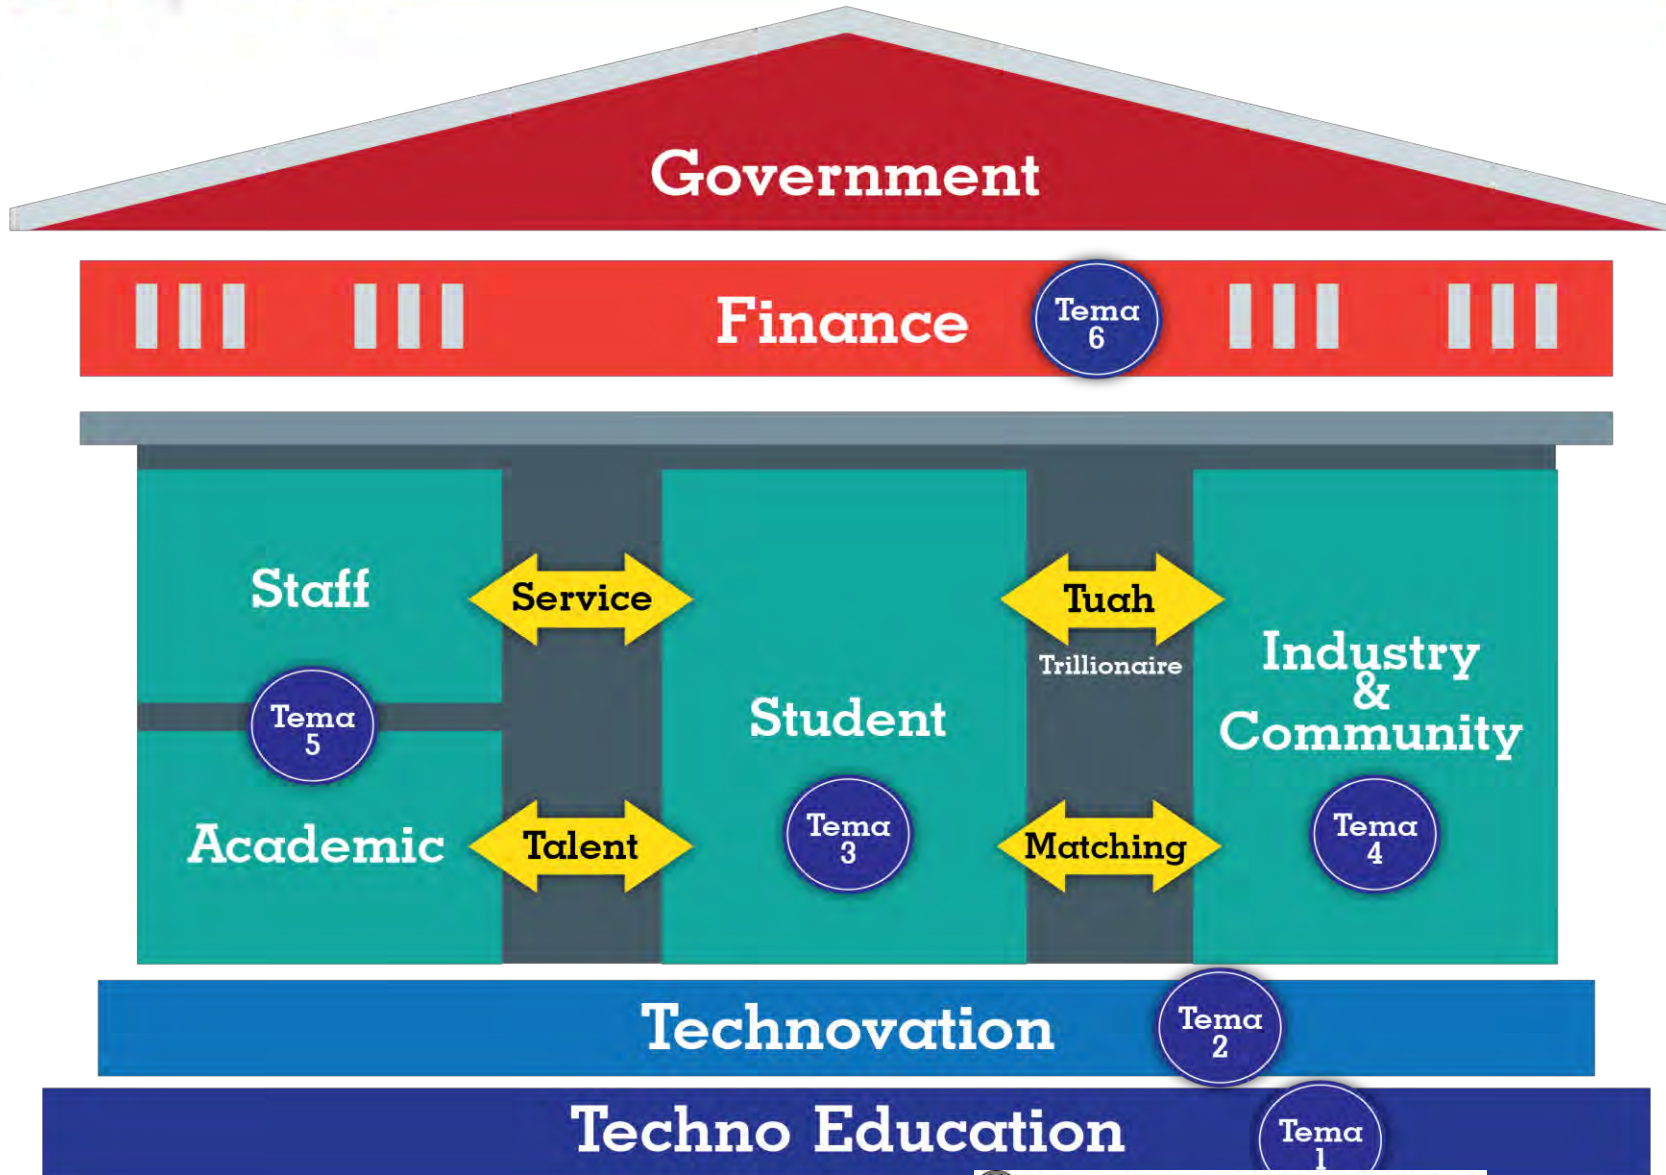 Government
Finance
Tema
6
Staff
Service
Tuah
Trillionaire
Industry
&
Community
Student
Tema
5
Academic
Talent
Tema
3
Matching
Tema
4
Technovation
Tema
2
Techno Education
Tema
1